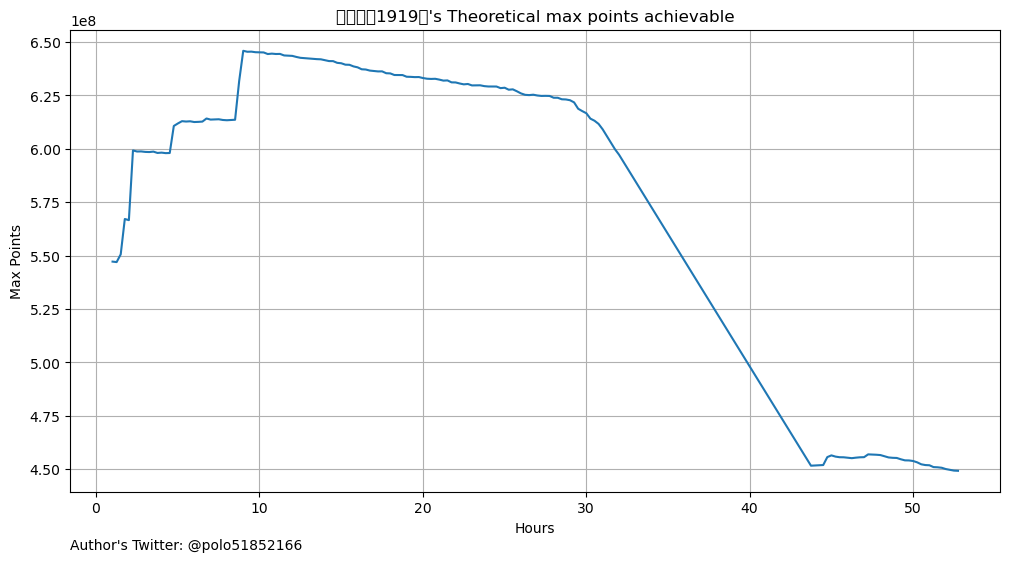 □□□□1919□'s Theoretical max points achievable
1e8
6.50
6.25
6.00
5.75
5.50
5.25
5.00
4.75
4.50
Max Points
0 10 20 30 40 50
Hours
Author's Twitter: @polo51852166